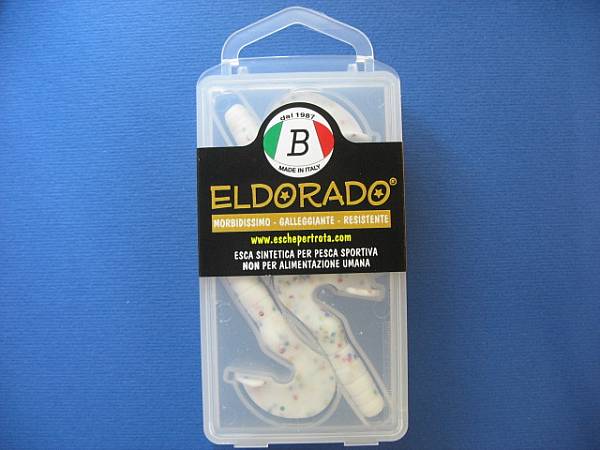 dal 1987
B
MADE IN ITALY
ELDORADO®
MORBIDISSIMO - GALLEGGIANTE - RESISTENTE
www.eschepertrota.com
ESCA SINTETICA PER PESCA SPORTIVA
NON PER ALIMENTAZIONE UMANA